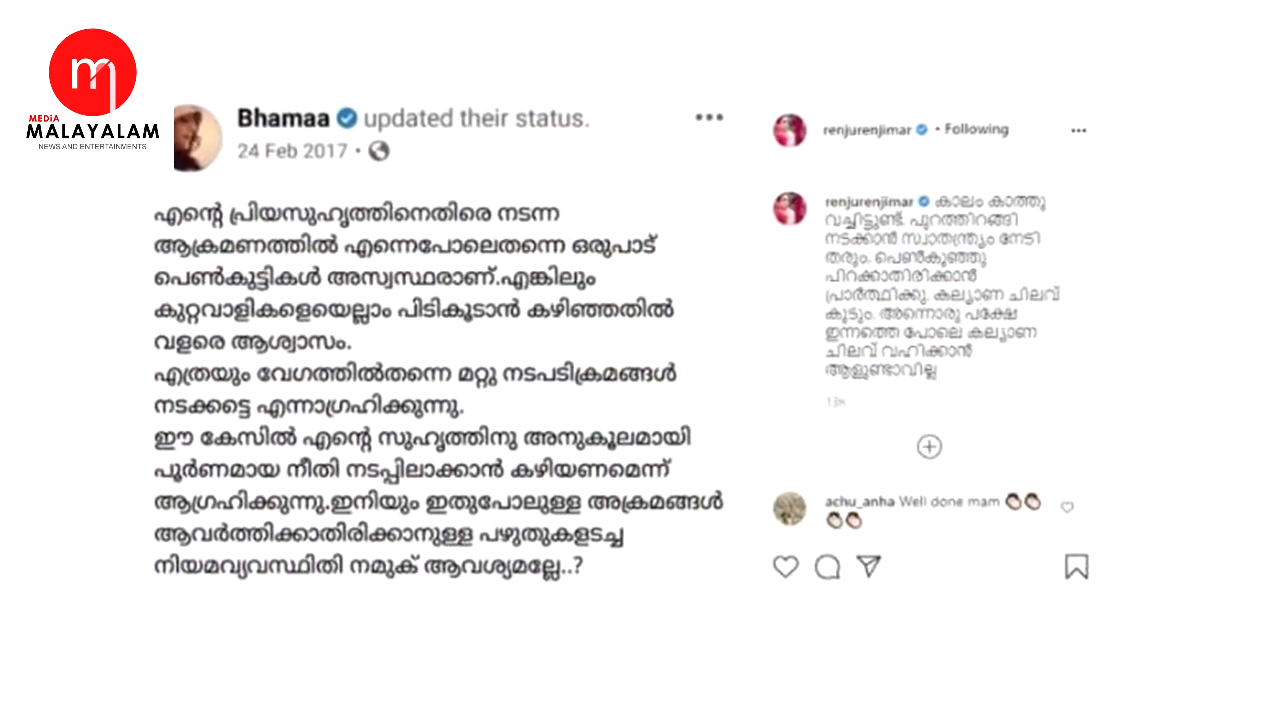 m
MEDiA
MALAYALAM
NEWS AND ENTERTAINMENTS
Bhamaa updated their status.
24 Feb 2017 •
എന്റെ പ്രിയസുഹൃത്തിനെതിരെ നടന്ന
ആക്രമണത്തിൽ എന്നെപോലെതന്നെ ഒരുപാട്
പെൺകുട്ടികൾ അസ്വസ്ഥരാണ്.എങ്കിലും
കുറ്റവാളികളെയെല്ലാം പിടികൂടാൻ കഴിഞ്ഞതിൽ
വളരെ ആശ്വാസം.
എത്രയും വേഗത്തിൽതന്നെ മറ്റു നടപടിക്രമങ്ങൾ
നടക്കട്ടെ എന്നാഗ്രഹിക്കുന്നു.
ഈ കേസിൽ എന്റെ സുഹൃത്തിനു അനുകൂലമായി
പൂർണമായ നീതി നടപ്പിലാക്കാൻ കഴിയണമെന്ന്
ആഗ്രഹിക്കുന്നു.ഇനിയും ഇതുപോലുള്ള അക്രമങ്ങൾ
ആവർത്തിക്കാതിരിക്കാനുള്ള പഴുതുകളടച്ച
നിയമവ്യവസ്ഥിതി നമുക് ആവശ്യമല്ലേ..?
renjurenjimar • Following
renjurenjimar കാലം കാത്തു
വച്ചിട്ടുണ്ട്. പുറത്തിറങ്ങി
നടക്കാൻ സ്വാതന്ത്ര്യം നേടി
തരും. പെൺകുഞ്ഞു
പിറക്കാതിരിക്കാൻ
പ്രാർത്ഥിക്കു. കല്യാണ ചിലവ്
കൂടും. അന്നൊരു പക്ഷേ
ഇന്നത്തെ പോലെ കല്യാണ
ചിലവ് വഹിക്കാൻ
ആളുണ്ടാവില്ല
achu_anha Well done mam 👏👏
👏👏